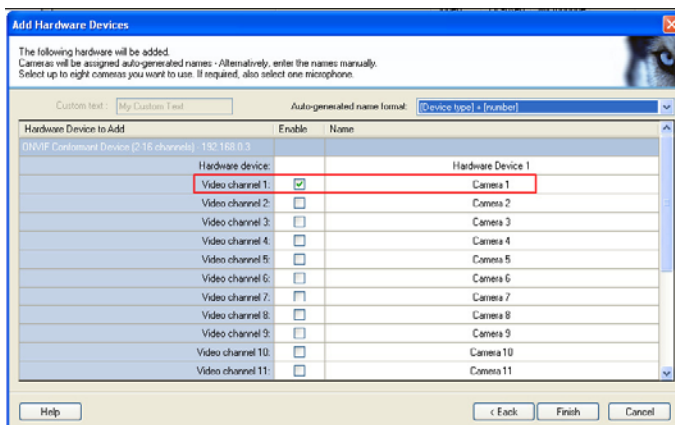 Add Hardware Devices
The following hardware will be added.
Cameras will be assigned auto-generated names - Alternatively, enter the names manually.
Select up to eight cameras you want to use. If required, also select one microphone.
Custom text : My Custom Text Auto-generated name format: [Device type] + [number]
Hardware Device to Add Enable Name
ONVIF Conformant Device (2-16 channels) - 192.168.0.3
Hardware device: Hardware Device 1
Video channel 1: Camera 1
Video channel 2: Camera 2
Video channel 3: Camera 3
Video channel 4: Camera 4
Video channel 5: Camera 5
Video channel 6: Camera 6
Video channel 7: Camera 7
Video channel 8: Camera 8
Video channel 9: Camera 9
Video channel 10: Camera 10
Video channel 11: Camera 11
Help < Back Finish Cancel